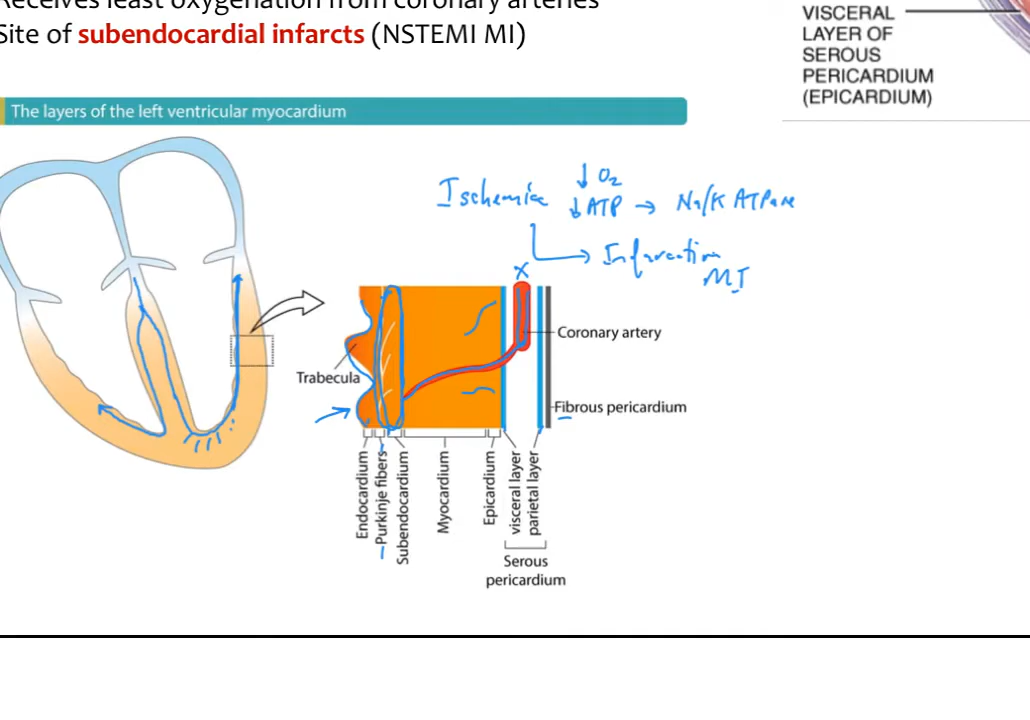 Receives least oxygenation from coronary arteries
Site of subendocardial infarcts (NSTEMI MI)
VISCERAL
LAYER OF
SEROUS
PERICARDIUM
(EPICARDIUM)
The layers of the left ventricular myocardium
Ischemia ↓ O2
↓ ATP → Na/K ATPase
→ Infarction
MI
X
Coronary artery
Trabecula
Fibrous pericardium
Endocardium
Purkinje fibers
Subendocardium
Myocardium
Epicardium
visceral layer
parietal layer
Serous
pericardium